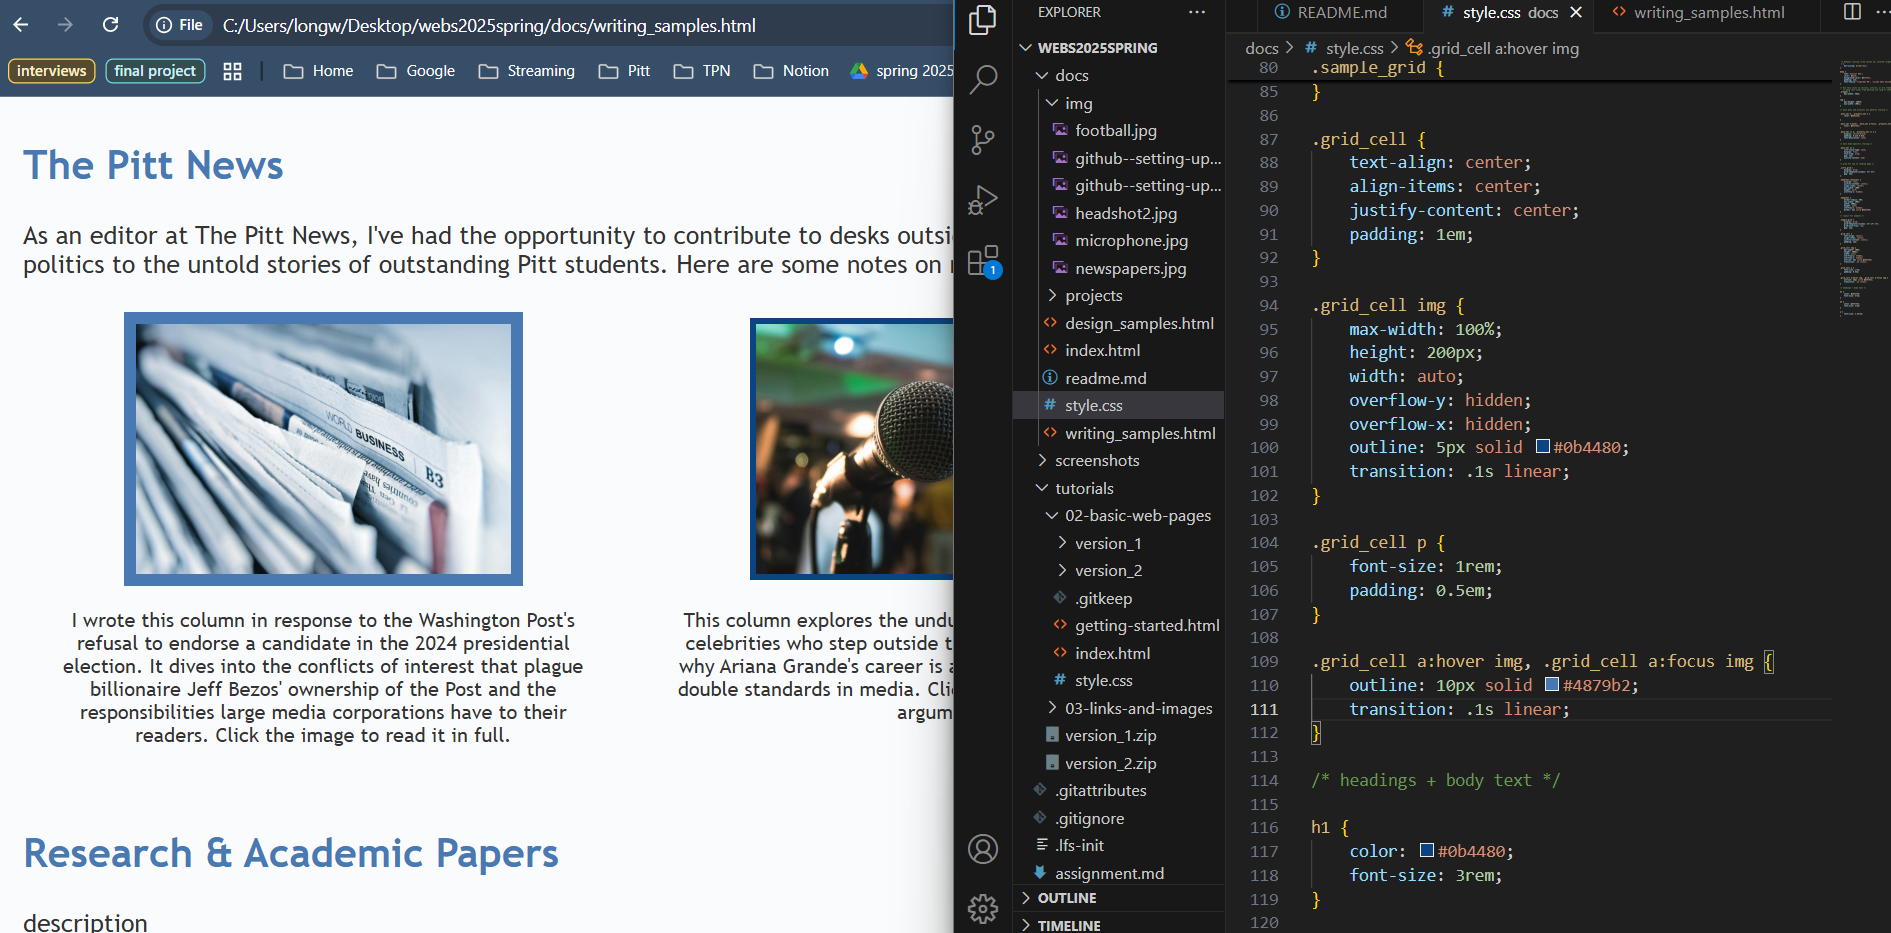 File C:/Users/longw/Desktop/webs2025spring/docs/writing_samples.html
interviews final project Home Google Streaming Pitt TPN Notion spring 2025
The Pitt News
As an editor at The Pitt News, I've had the opportunity to contribute to desks outsi
politics to the untold stories of outstanding Pitt students. Here are some notes on
WORLD BUSINESS
B3
I wrote this column in response to the Washington Post's
refusal to endorse a candidate in the 2024 presidential
election. It dives into the conflicts of interest that plague
billionaire Jeff Bezos' ownership of the Post and the
responsibilities large media corporations have to their
readers. Click the image to read it in full.
This column explores the undu
celebrities who step outside t
why Ariana Grande's career is a
double standards in media. Clic
argum
Research & Academic Papers
description
1
EXPLORER ...
WEBS2025SPRING
docs
img
football.jpg
github--setting-up...
github--setting-up...
headshot2.jpg
microphone.jpg
newspapers.jpg
projects
design_samples.html
index.html
readme.md
style.css
writing_samples.html
screenshots
tutorials
02-basic-web-pages
version_1
version_2
.gitkeep
getting-started.html
index.html
style.css
03-links-and-images
version_1.zip
version_2.zip
.gitattributes
.gitignore
.lfs-init
assignment.md
OUTLINE
TIMELINE
README.md # style.css docs <> writing_samples.html
docs > # style.css > .grid_cell a:hover img
80 .sample_grid {
85 }
86
87 .grid_cell {
88 text-align: center;
89 align-items: center;
90 justify-content: center;
91 padding: 1em;
92 }
93
94 .grid_cell img {
95 max-width: 100%;
96 height: 200px;
97 width: auto;
98 overflow-y: hidden;
99 overflow-x: hidden;
100 outline: 5px solid #0b4480;
101 transition: .1s linear;
102 }
103
104 .grid_cell p {
105 font-size: 1rem;
106 padding: 0.5em;
107 }
108
109 .grid_cell a:hover img, .grid_cell a:focus img {
110 outline: 10px solid #4879b2;
111 transition: .1s linear;
112 }
113
114 /* headings + body text */
115
116 h1 {
117 color: #0b4480;
118 font-size: 3rem;
119 }
120